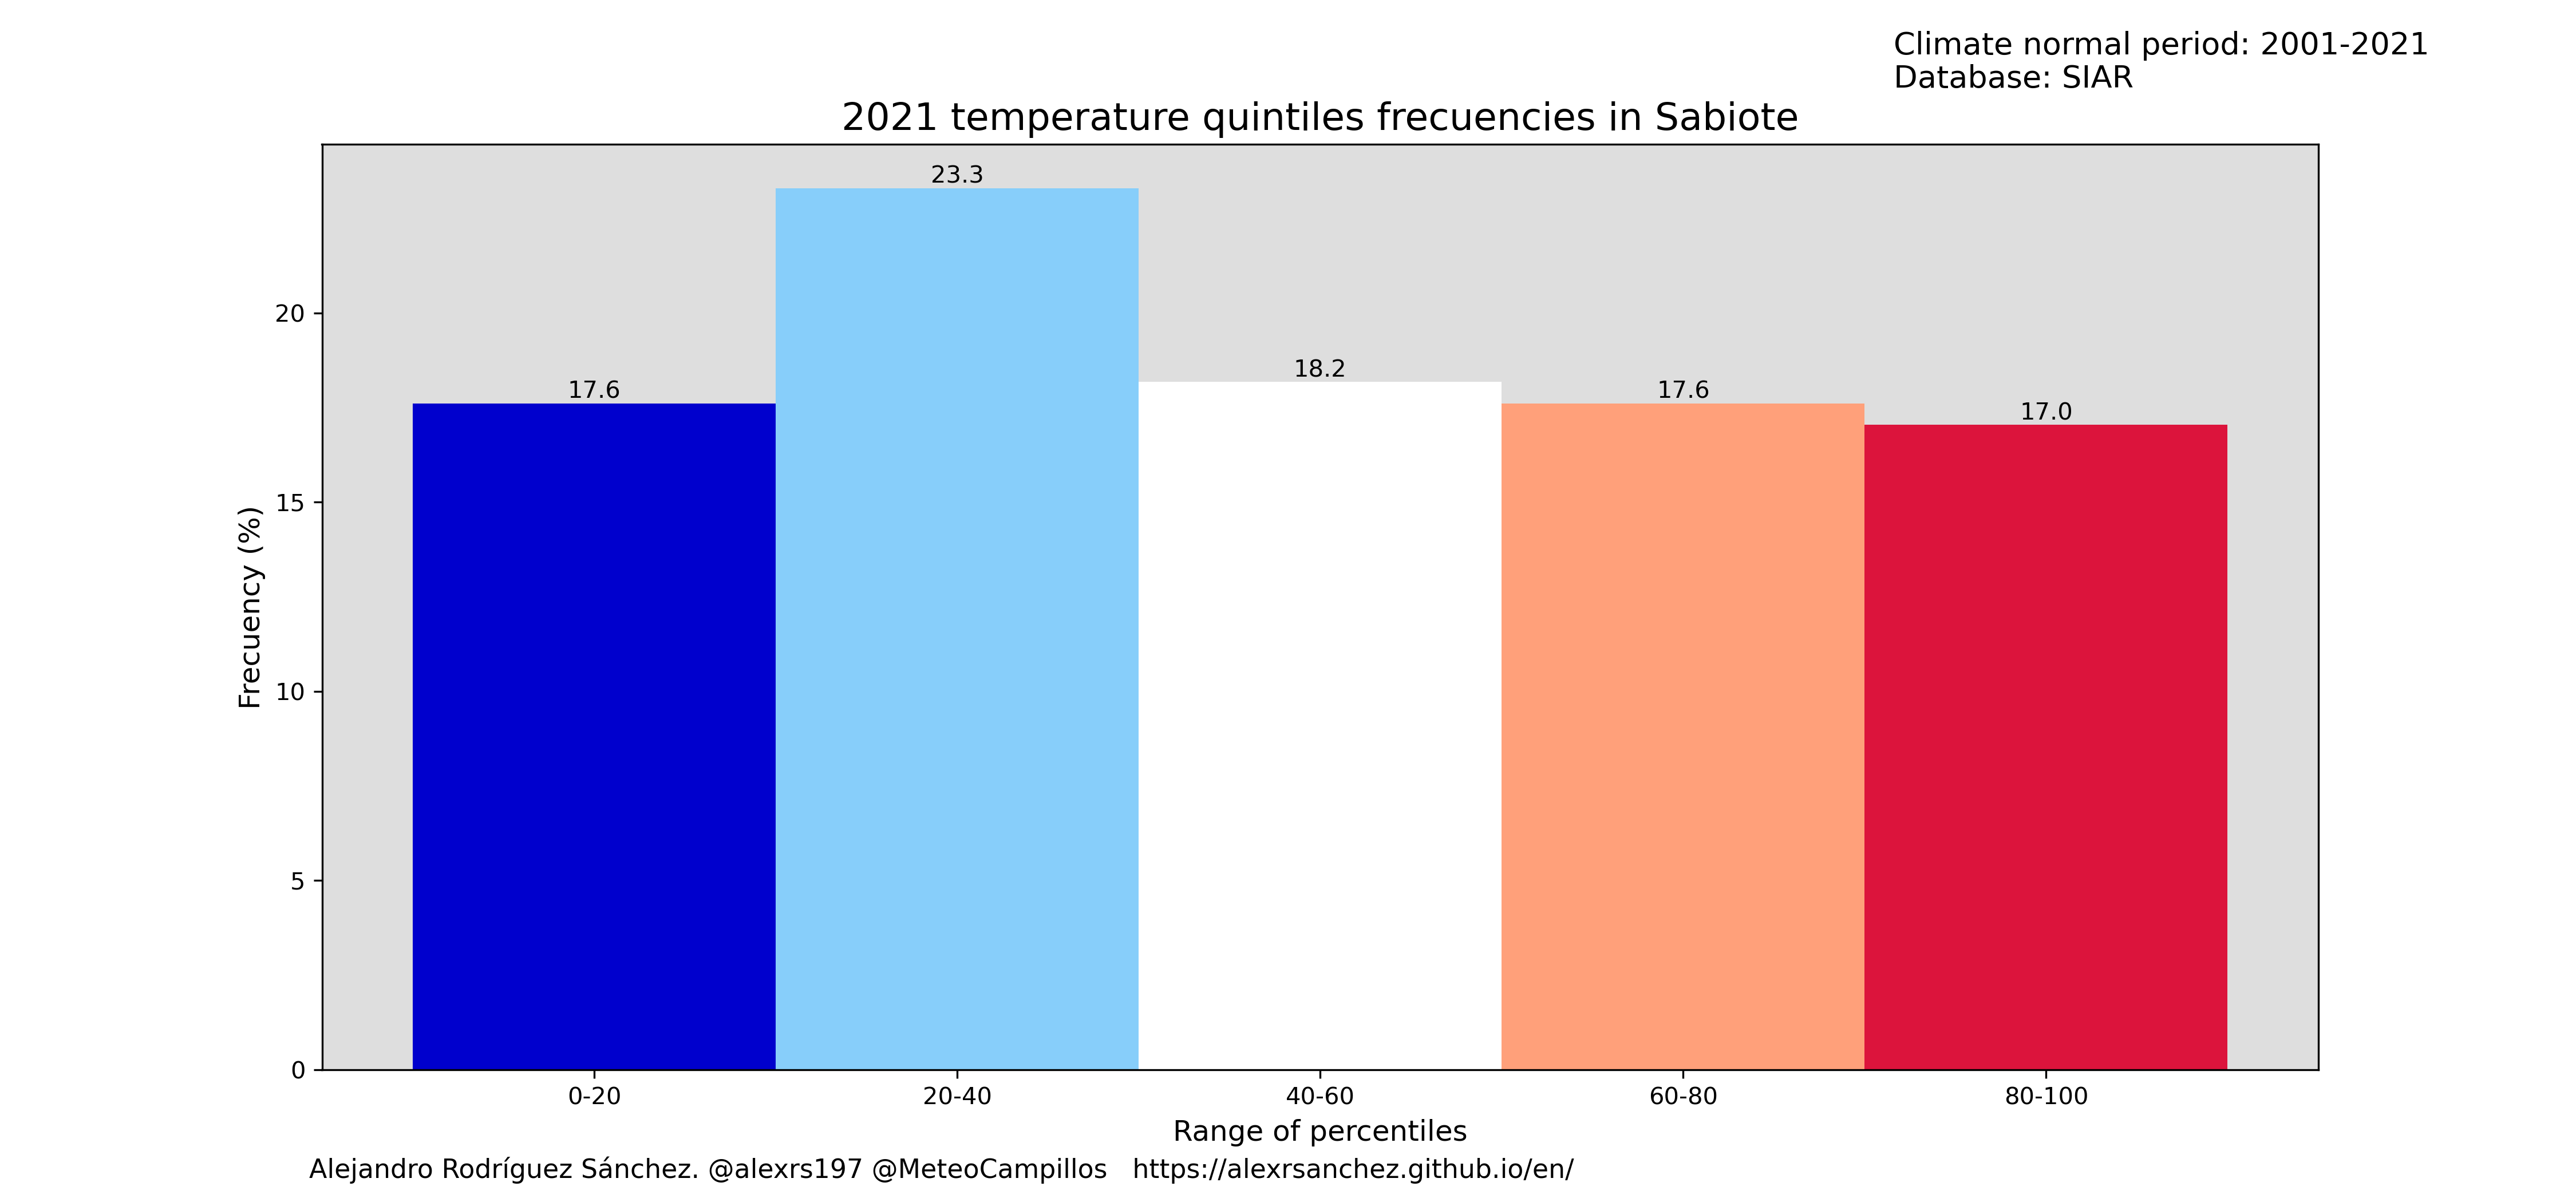 Climate normal period: 2001-2021
Database: SIAR
2021 temperature quintiles frecuencies in Sabiote
23.3
20
18.2
17.6
17.6
17.0
15
Frecuency (%)
10
5
0
0-20 20-40 40-60 60-80 80-100
Range of percentiles
Alejandro Rodríguez Sánchez. @alexrs197 @MeteoCampillos https://alexrsanchez.github.io/en/